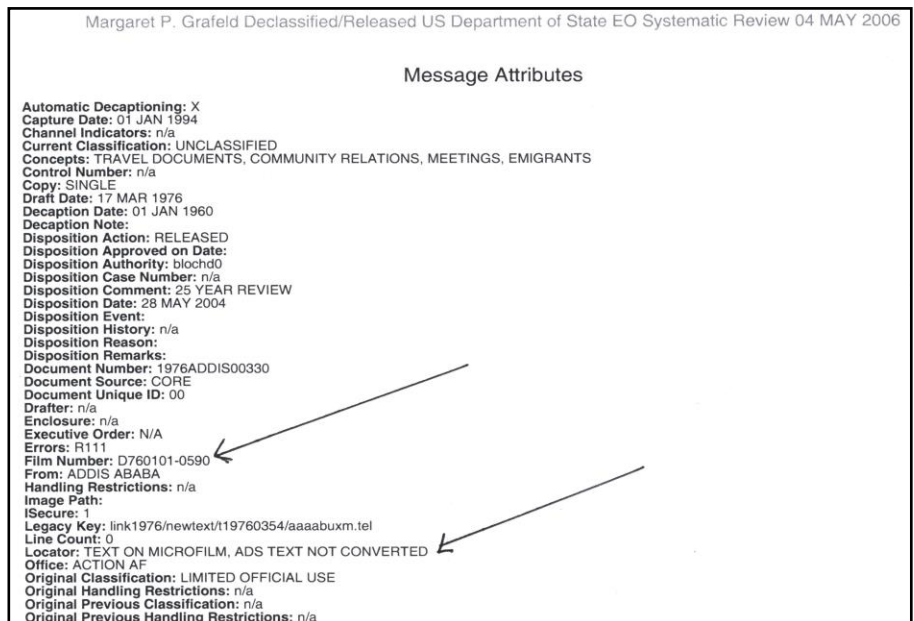 Margaret P. Grafeld Declassified/Released US Department of State EO Systematic Review 04 MAY 2006
Message Attributes
Automatic Decaptioning: X
Capture Date: 01 JAN 1994
Channel Indicators: n/a
Current Classification: UNCLASSIFIED
Concepts: TRAVEL DOCUMENTS, COMMUNITY RELATIONS, MEETINGS, EMIGRANTS
Control Number: n/a
Copy: SINGLE
Draft Date: 17 MAR 1976
Decaption Date: 01 JAN 1960
Decaption Note:
Disposition Action: RELEASED
Disposition Approved on Date:
Disposition Authority: blochd0
Disposition Case Number: n/a
Disposition Comment: 25 YEAR REVIEW
Disposition Date: 28 MAY 2004
Disposition Event:
Disposition History: n/a
Disposition Reason:
Disposition Remarks:
Document Number: 1976ADDIS00330
Document Source: CORE
Document Unique ID: 00
Drafter: n/a
Enclosure: n/a
Executive Order: N/A
Errors: R111
Film Number: D760101-0590
From: ADDIS ABABA
Handling Restrictions: n/a
Image Path:
ISecure: 1
Legacy Key: link1976/newtext/t19760354/aaaabuxm.tel
Line Count: 0
Locator: TEXT ON MICROFILM, ADS TEXT NOT CONVERTED
Office: ACTION AF
Original Classification: LIMITED OFFICIAL USE
Original Handling Restrictions: n/a
Original Previous Classification: n/a
Original Previous Handling Restrictions: n/a